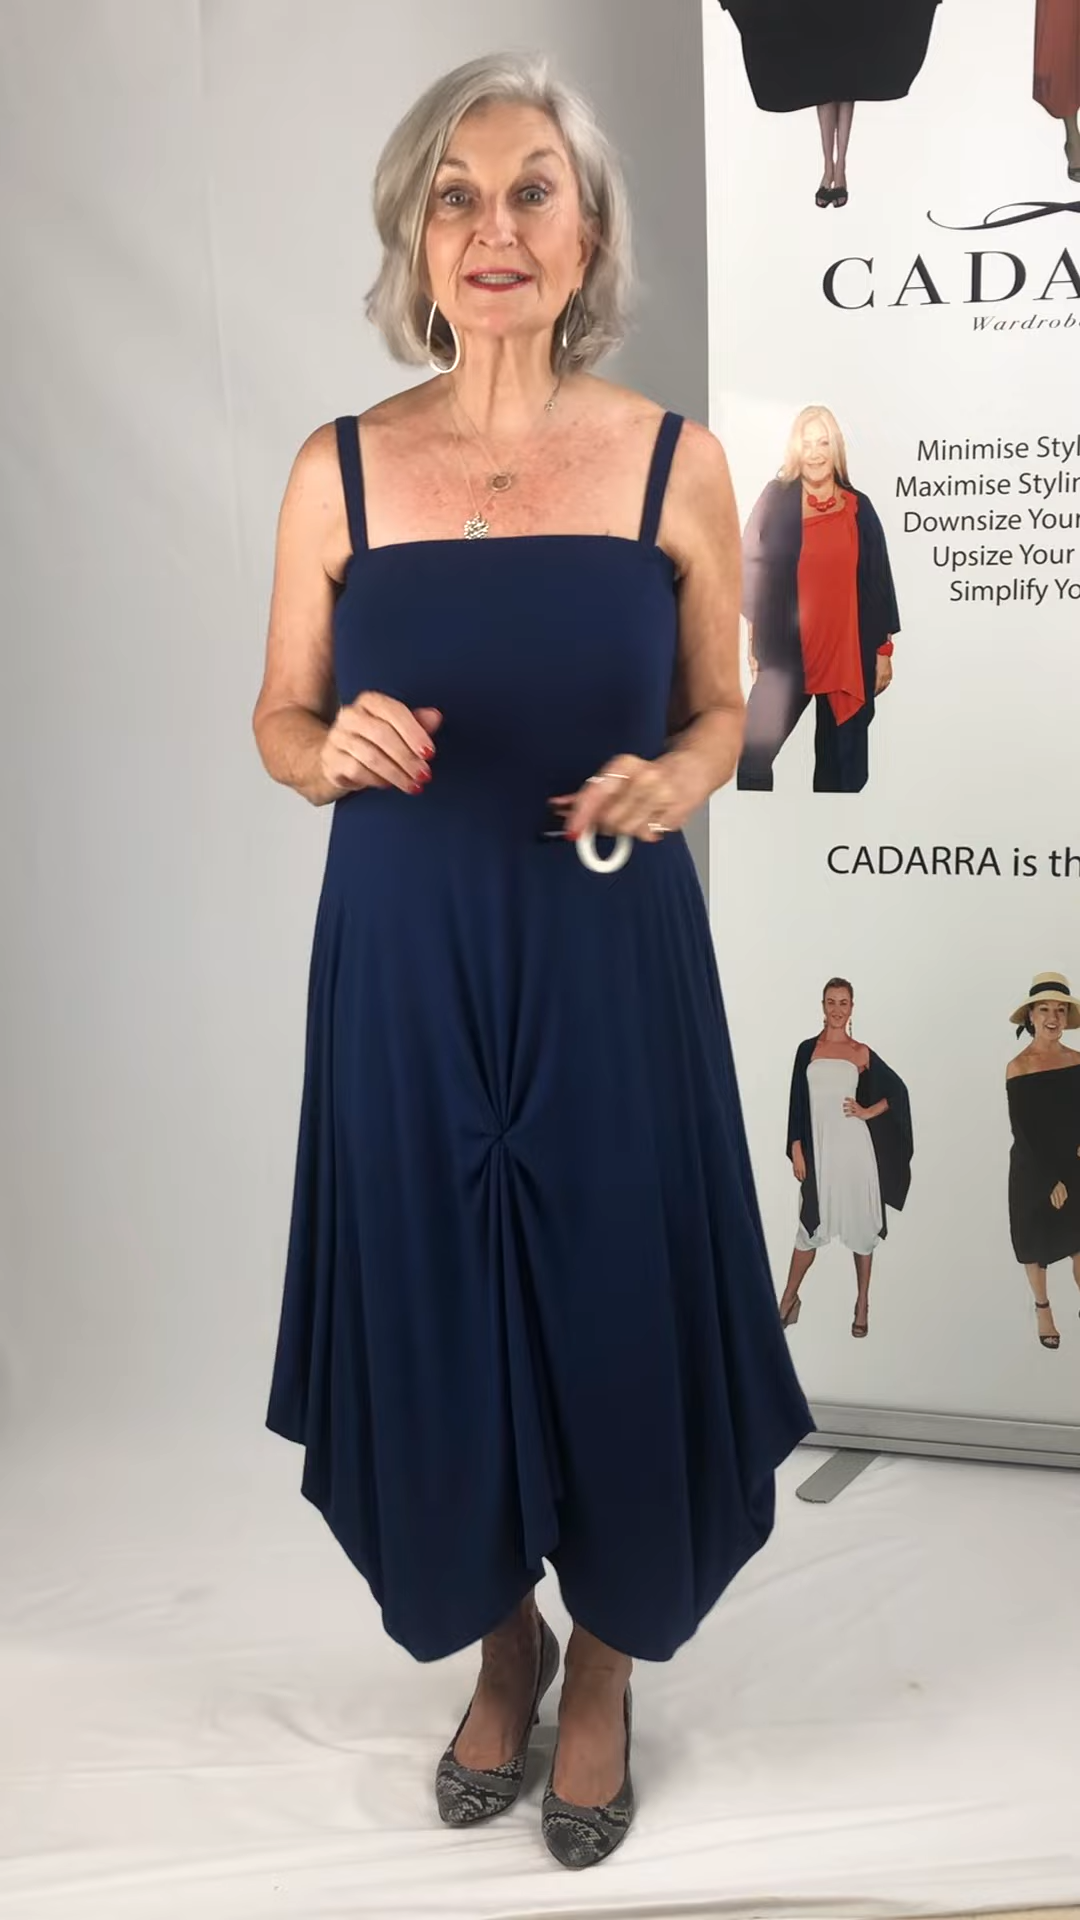 CADA
Wardrob
Minimise Styl
Maximise Stylin
Downsize Your
Upsize Your
Simplify Yo
CADARRA is th